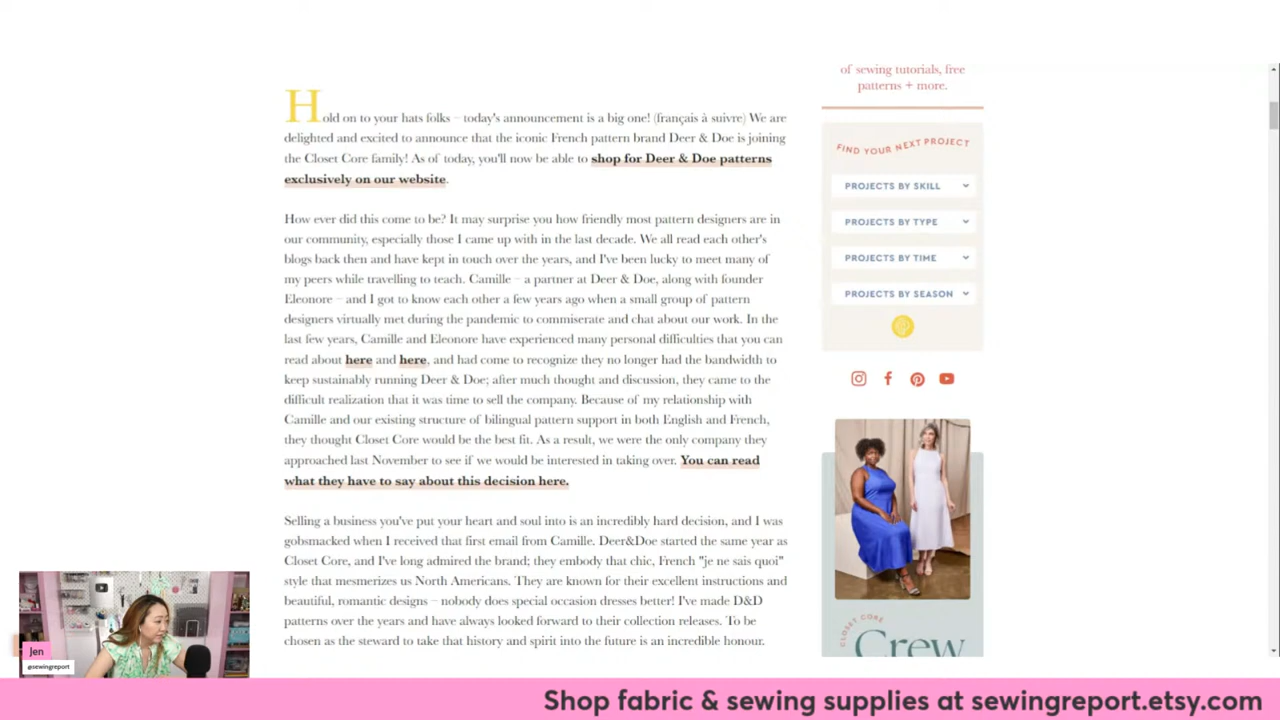 Hold on to your hats folks – today's announcement is a big one! (français à suivre) We are
delighted and excited to announce that the iconic French pattern brand Deer & Doe is joining
the Closet Core family! As of today, you'll now be able to shop for Deer & Doe patterns
exclusively on our website.
How ever did this come to be? It may surprise you how friendly most pattern designers are in
our community, especially those I came up with in the last decade. We all read each other's
blogs back then and have kept in touch over the years, and I've been lucky to meet many of
my peers while travelling to teach. Camille – a partner at Deer & Doe, along with founder
Eleonore – and I got to know each other a few years ago when a small group of pattern
designers virtually met during the pandemic to commiserate and chat about our work. In the
last few years, Camille and Eleonore have experienced many personal difficulties that you can
read about here and here, and had come to recognize they no longer had the bandwidth to
keep sustainably running Deer & Doe; after much thought and discussion, they came to the
difficult realization that it was time to sell the company. Because of my relationship with
Camille and our existing structure of bilingual pattern support in both English and French,
they thought Closet Core would be the best fit. As a result, we were the only company they
approached last November to see if we would be interested in taking over. You can read
what they have to say about this decision here.
Selling a business you've put your heart and soul into is an incredibly hard decision, and I was
gobsmacked when I received that first email from Camille. Deer&Doe started the same year as
Closet Core, and I've long admired the brand; they embody that chic, French "je ne sais quoi"
style that mesmerizes us North Americans. They are known for their excellent instructions and
beautiful, romantic designs – nobody does special occasion dresses better! I've made D&D
patterns over the years and have always looked forward to their collection releases. To be
chosen as the steward to take that history and spirit into the future is an incredible honour.
of sewing tutorials, free
patterns + more.
FIND YOUR NEXT PROJECT
PROJECTS BY SKILL
PROJECTS BY TYPE
PROJECTS BY TIME
PROJECTS BY SEASON
CLOSET CORE
Crew
Jen
@sewingreport
Shop fabric & sewing supplies at sewingreport.etsy.com